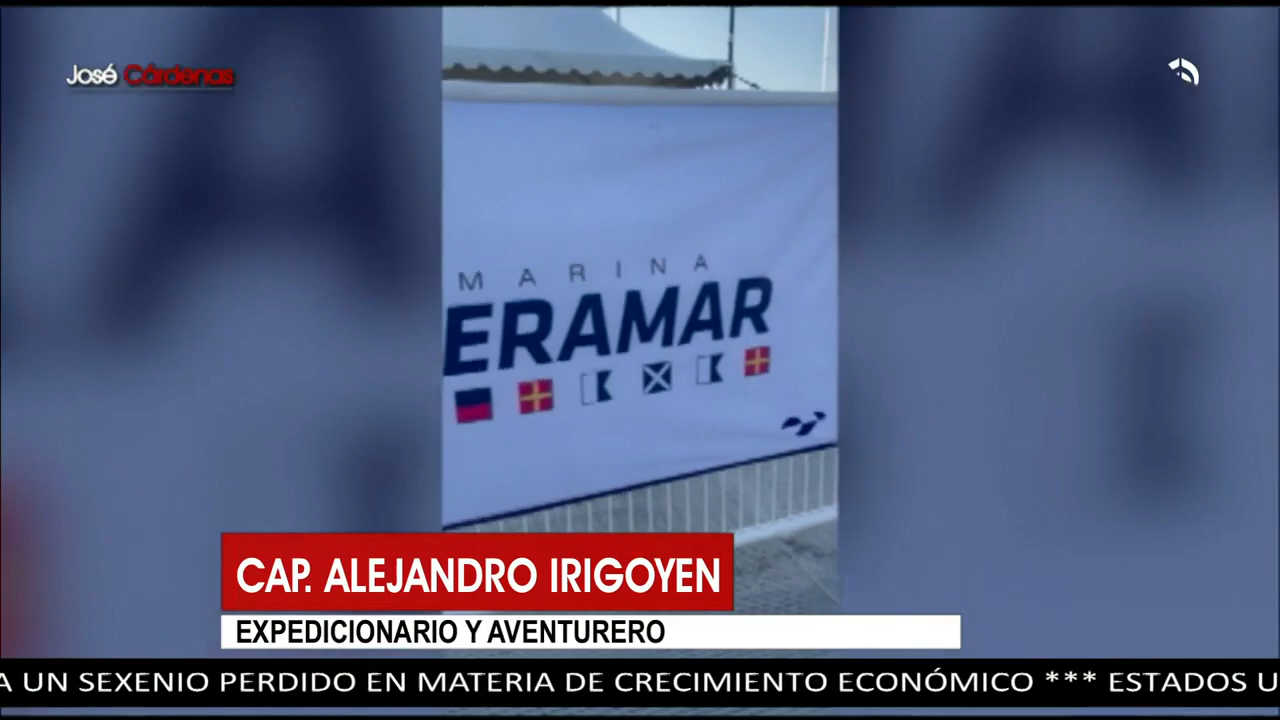 José Cárdenas
MARINA
ERAMAR
CAP. ALEJANDRO IRIGOYEN
EXPEDICIONARIO Y AVENTURERO
A UN SEXENIO PERDIDO EN MATERIA DE CRECIMIENTO ECONÓMICO *** ESTADOS U